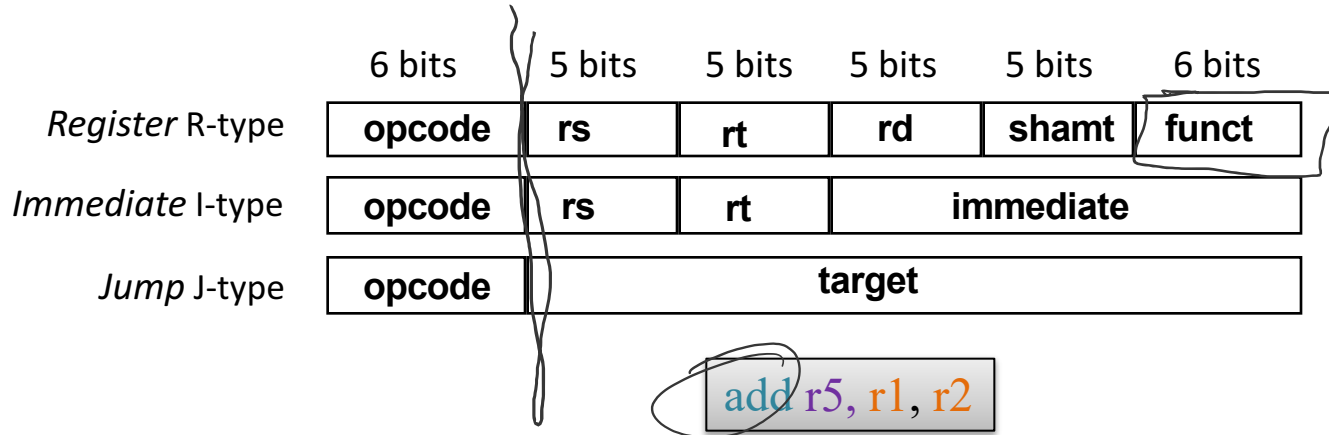 6 bits 5 bits 5 bits 5 bits 5 bits 6 bits
Register R-type opcode rs rt rd shamt funct
Immediate I-type opcode rs rt immediate
Jump J-type opcode target
add r5, r1, r2